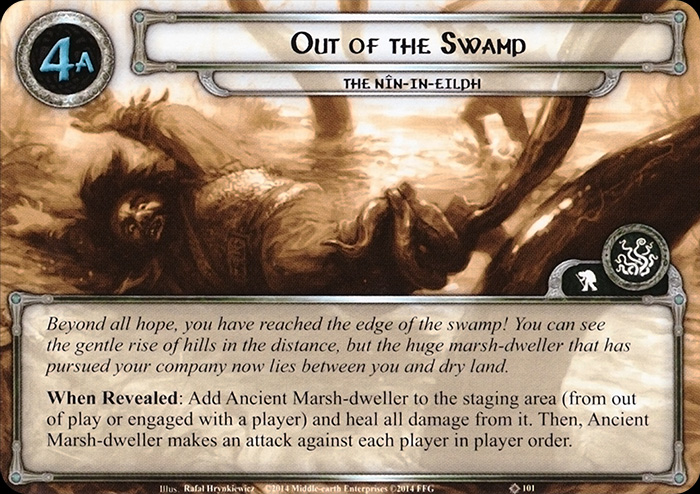 4A
OUT OF THE SWAMP
THE NÎN-IN-EILPH
Beyond all hope, you have reached the edge of the swamp! You can see
the gentle rise of hills in the distance, but the huge marsh-dweller that has
pursued your company now lies between you and dry land.
When Revealed: Add Ancient Marsh-dweller to the staging area (from out
of play or engaged with a player) and heal all damage from it. Then, Ancient
Marsh-dweller makes an attack against each player in player order.
Illus. Rafał Hrynkiewicz ©2014 Middle-earth Enterprises ©2014 FFG 101